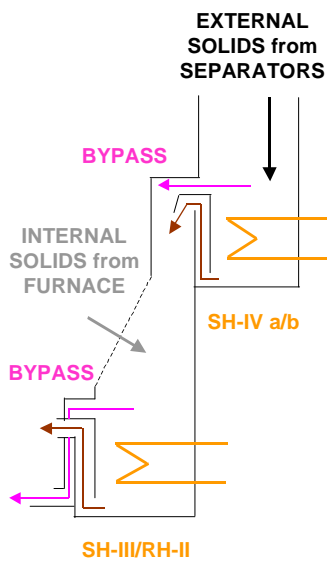 EXTERNAL
SOLIDS from
SEPARATORS
BYPASS
INTERNAL
SOLIDS from
FURNACE
SH-IV a/b
BYPASS
SH-III/RH-II